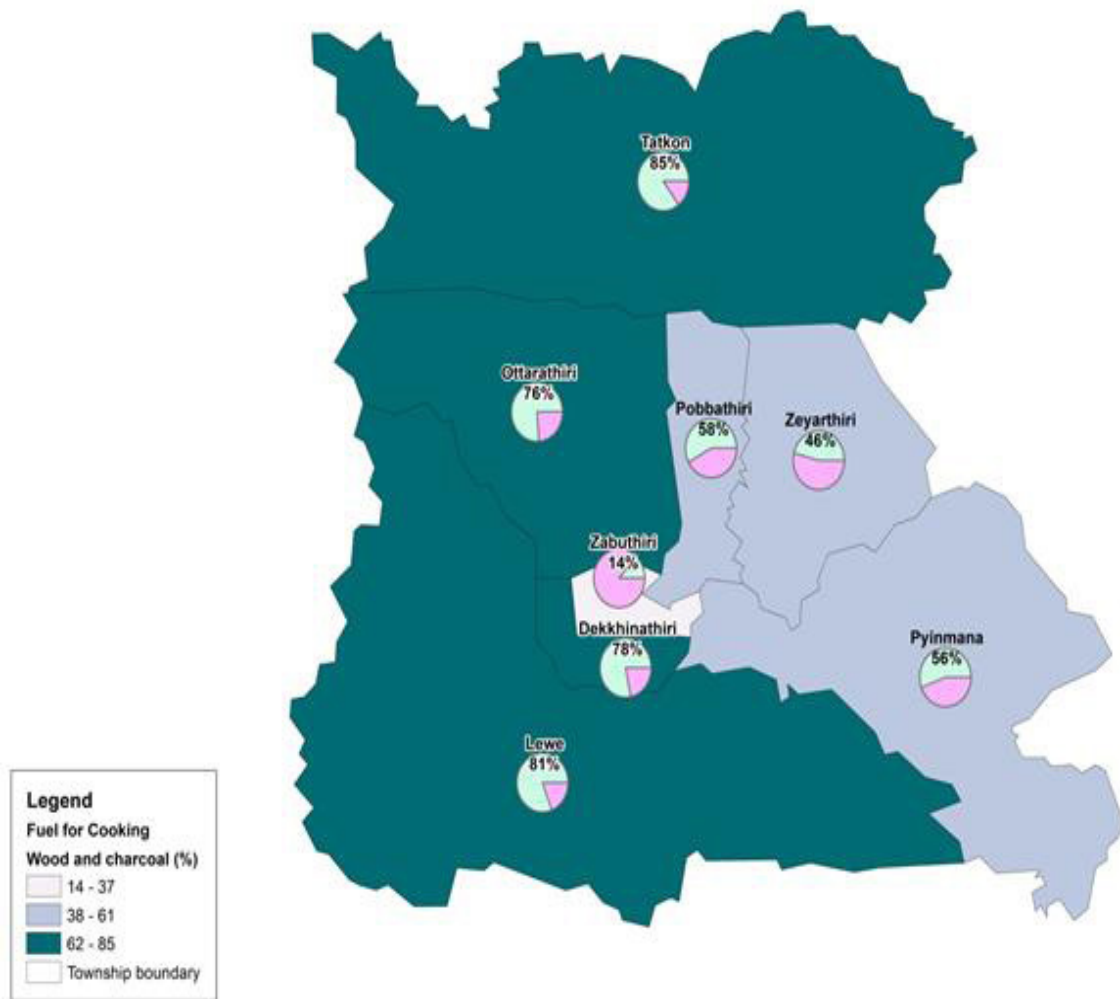 Tatkon
85%
Ottarathiri
76%
Pobbathiri
58%
Zeyarthiri
46%
Zabuthiri
14%
Dekkhinathiri
78%
Pyinmana
56%
Lewe
81%
Legend
Fuel for Cooking
Wood and charcoal (%)
14 - 37
38 - 61
62 - 85
Township boundary